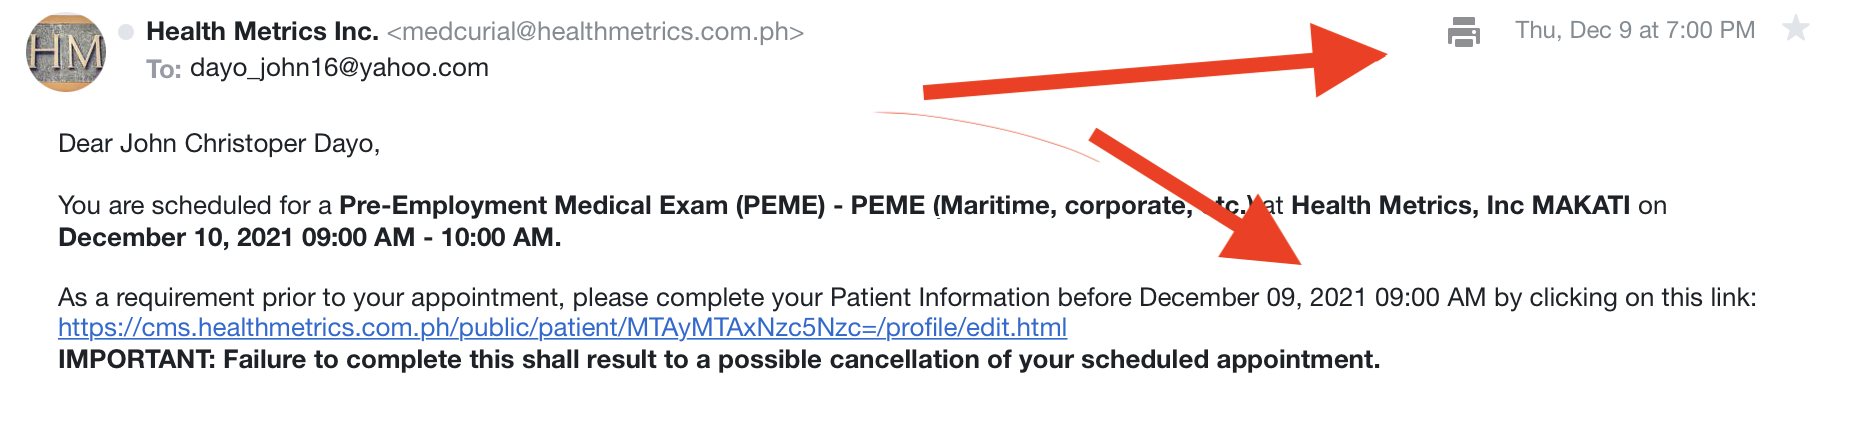 HM
Health Metrics Inc. <medcurial@healthmetrics.com.ph>
Thu, Dec 9 at 7:00 PM
To: dayo_john16@yahoo.com
Dear John Christoper Dayo,
You are scheduled for a Pre-Employment Medical Exam (PEME) - PEME (Maritime, corporate, etc.) at Health Metrics, Inc MAKATI on
December 10, 2021 09:00 AM - 10:00 AM.
As a requirement prior to your appointment, please complete your Patient Information before December 09, 2021 09:00 AM by clicking on this link:
https://cms.healthmetrics.com.ph/public/patient/MTAyMTAxNzc5Nzc=/profile/edit.html
IMPORTANT: Failure to complete this shall result to a possible cancellation of your scheduled appointment.